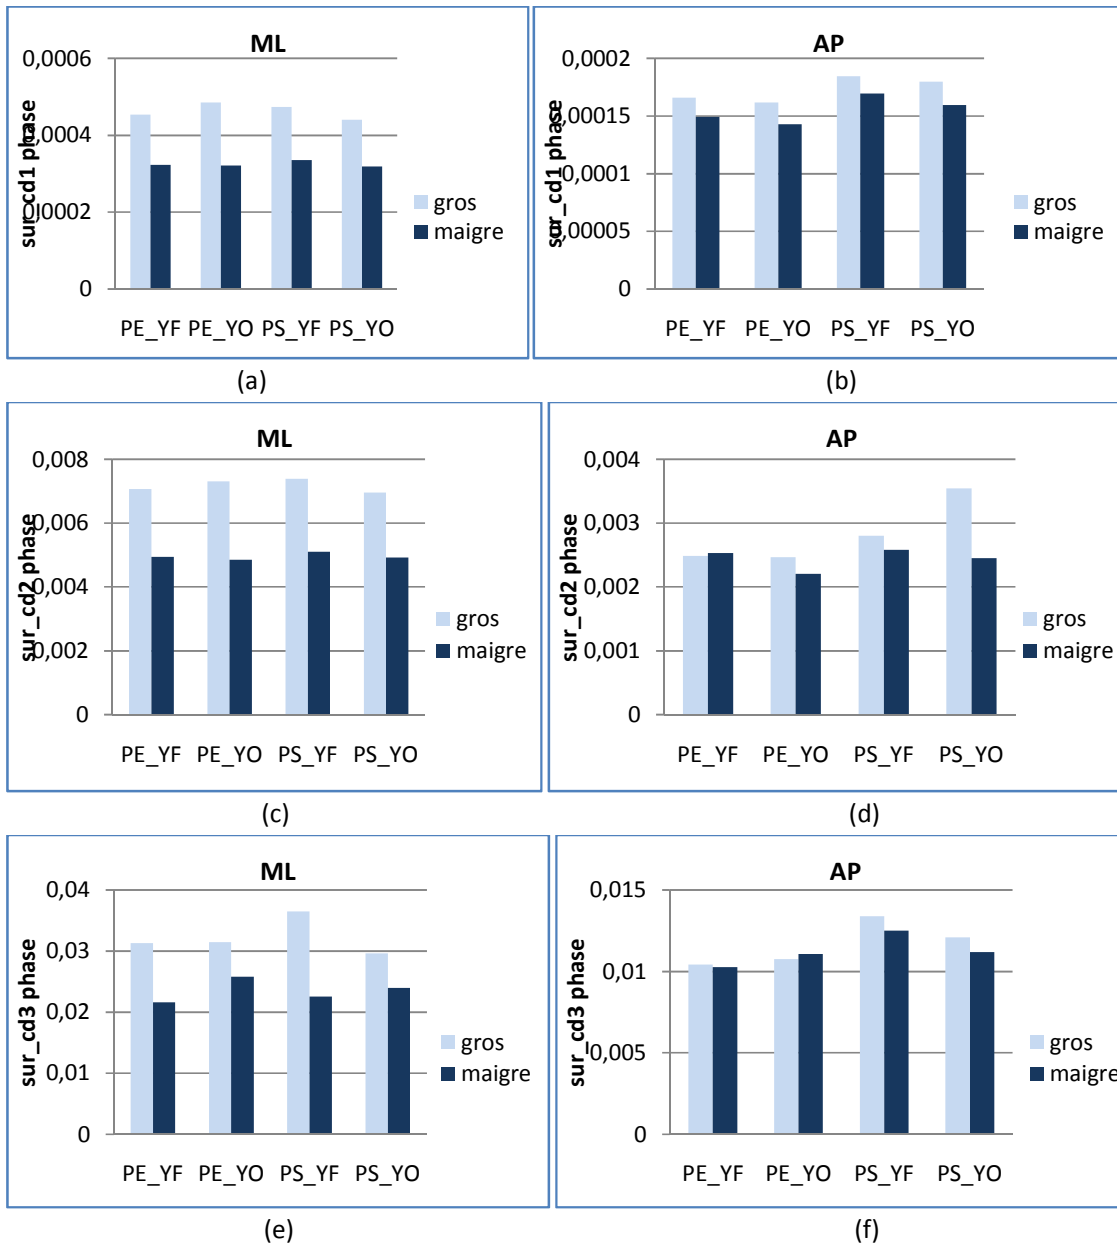 ML
sur_cd1 phase
0,0006
0,0004
0,0002
0
PE_YF PE_YO PS_YF PS_YO
gros
maigre
(a)
AP
sur_cd1 phase
0,0002
0,00015
0,0001
0,00005
0
PE_YF PE_YO PS_YF PS_YO
gros
maigre
(b)
ML
sur_cd2 phase
0,008
0,006
0,004
0,002
0
PE_YF PE_YO PS_YF PS_YO
gros
maigre
(c)
AP
sur_cd2 phase
0,004
0,003
0,002
0,001
0
PE_YF PE_YO PS_YF PS_YO
gros
maigre
(d)
ML
sur_cd3 phase
0,04
0,03
0,02
0,01
0
PE_YF PE_YO PS_YF PS_YO
gros
maigre
(e)
AP
sur_cd3 phase
0,015
0,01
0,005
0
PE_YF PE_YO PS_YF PS_YO
gros
maigre
(f)